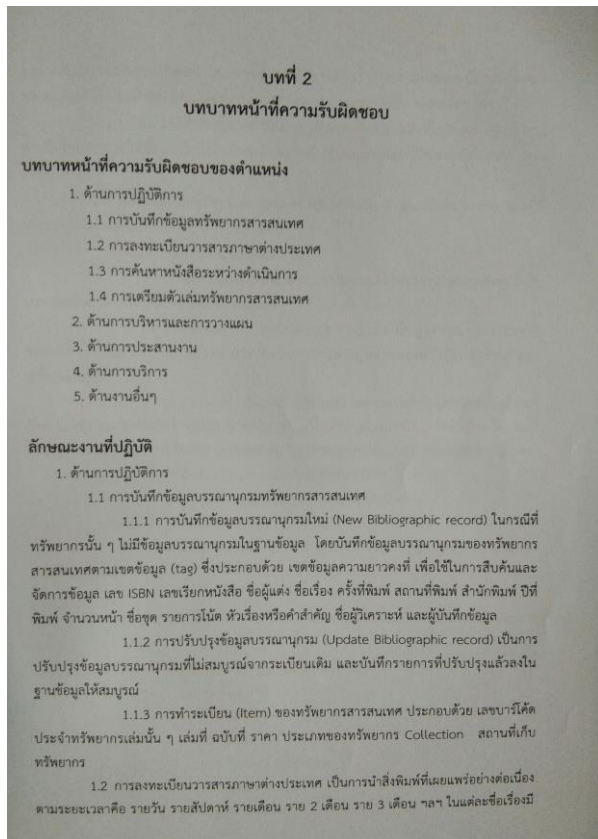 บทที่ 2
บทบาทหน้าที่ความรับผิดชอบ
บทบาทหน้าที่ความรับผิดชอบของตำแหน่ง
1. ด้านการปฏิบัติการ
1.1 การบันทึกข้อมูลทรัพยากรสารสนเทศ
1.2 การลงทะเบียนวารสารภาษาต่างประเทศ
1.3 การค้นหาหนังสือระหว่างดำเนินการ
1.4 การเตรียมตัวเล่มทรัพยากรสารสนเทศ
2. ด้านการบริหารและการวางแผน
3. ด้านการประสานงาน
4. ด้านการบริการ
5. ด้านงานอื่นๆ
ลักษณะงานที่ปฏิบัติ
1. ด้านการปฏิบัติการ
1.1 การบันทึกข้อมูลบรรณานุกรมทรัพยากรสารสนเทศ
1.1.1 การบันทึกข้อมูลบรรณานุกรมใหม่ (New Bibliographic record) ในกรณีที่
ทรัพยากรนั้น ๆ ไม่มีข้อมูลบรรณานุกรมในฐานข้อมูล โดยบันทึกข้อมูลบรรณานุกรมของทรัพยากร
สารสนเทศตามเขตข้อมูล (tag) ซึ่งประกอบด้วย เขตข้อมูลความยาวคงที่ เพื่อใช้ในการสืบค้นและ
จัดการข้อมูล เลข ISBN เลขเรียกหนังสือ ชื่อผู้แต่ง ชื่อเรื่อง ครั้งที่พิมพ์ สถานที่พิมพ์ สำนักพิมพ์ ปีที่
พิมพ์ จำนวนหน้า ชื่อชุด รายการโน้ต หัวเรื่องหรือคำสำคัญ ชื่อผู้วิเคราะห์ และผู้บันทึกข้อมูล
1.1.2 การปรับปรุงข้อมูลบรรณานุกรม (Update Bibliographic record) เป็นการ
ปรับปรุงข้อมูลบรรณานุกรมที่ไม่สมบูรณ์จากระเบียนเดิม และบันทึกรายการที่ปรับปรุงแล้วลงใน
ฐานข้อมูลให้สมบูรณ์
1.1.3 การทำระเบียน (Item) ของทรัพยากรสารสนเทศ ประกอบด้วย เลขบาร์โค้ด
ประจำทรัพยากรเล่มนั้น ๆ เล่มที่ ฉบับที่ ราคา ประเภทของทรัพยากร Collection สถานที่เก็บ
ทรัพยากร
1.2 การลงทะเบียนวารสารภาษาต่างประเทศ เป็นการนำสิ่งพิมพ์ที่เผยแพร่อย่างต่อเนื่อง
ตามระยะเวลาคือ รายวัน รายสัปดาห์ รายเดือน ราย 2 เดือน ราย 3 เดือน ฯลฯ ในแต่ละชื่อเรื่องมี